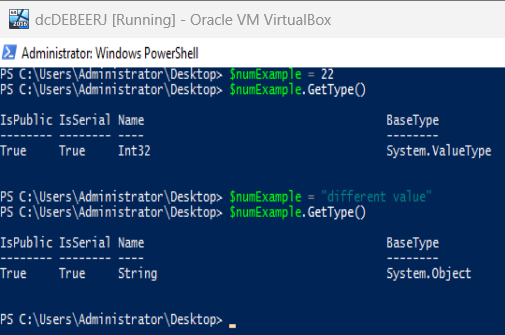 dcDEBEERJ [Running] - Oracle VM VirtualBox
Administrator: Windows PowerShell
PS C:\Users\Administrator\Desktop> $numExample = 22
PS C:\Users\Administrator\Desktop> $numExample.GetType()
IsPublic IsSerial Name                                     BaseType
-------- -------- ----                                     --------
True     True     Int32                                    System.ValueType
PS C:\Users\Administrator\Desktop> $numExample = "different value"
PS C:\Users\Administrator\Desktop> $numExample.GetType()
IsPublic IsSerial Name                                     BaseType
-------- -------- ----                                     --------
True     True     String                                   System.Object
PS C:\Users\Administrator\Desktop> _